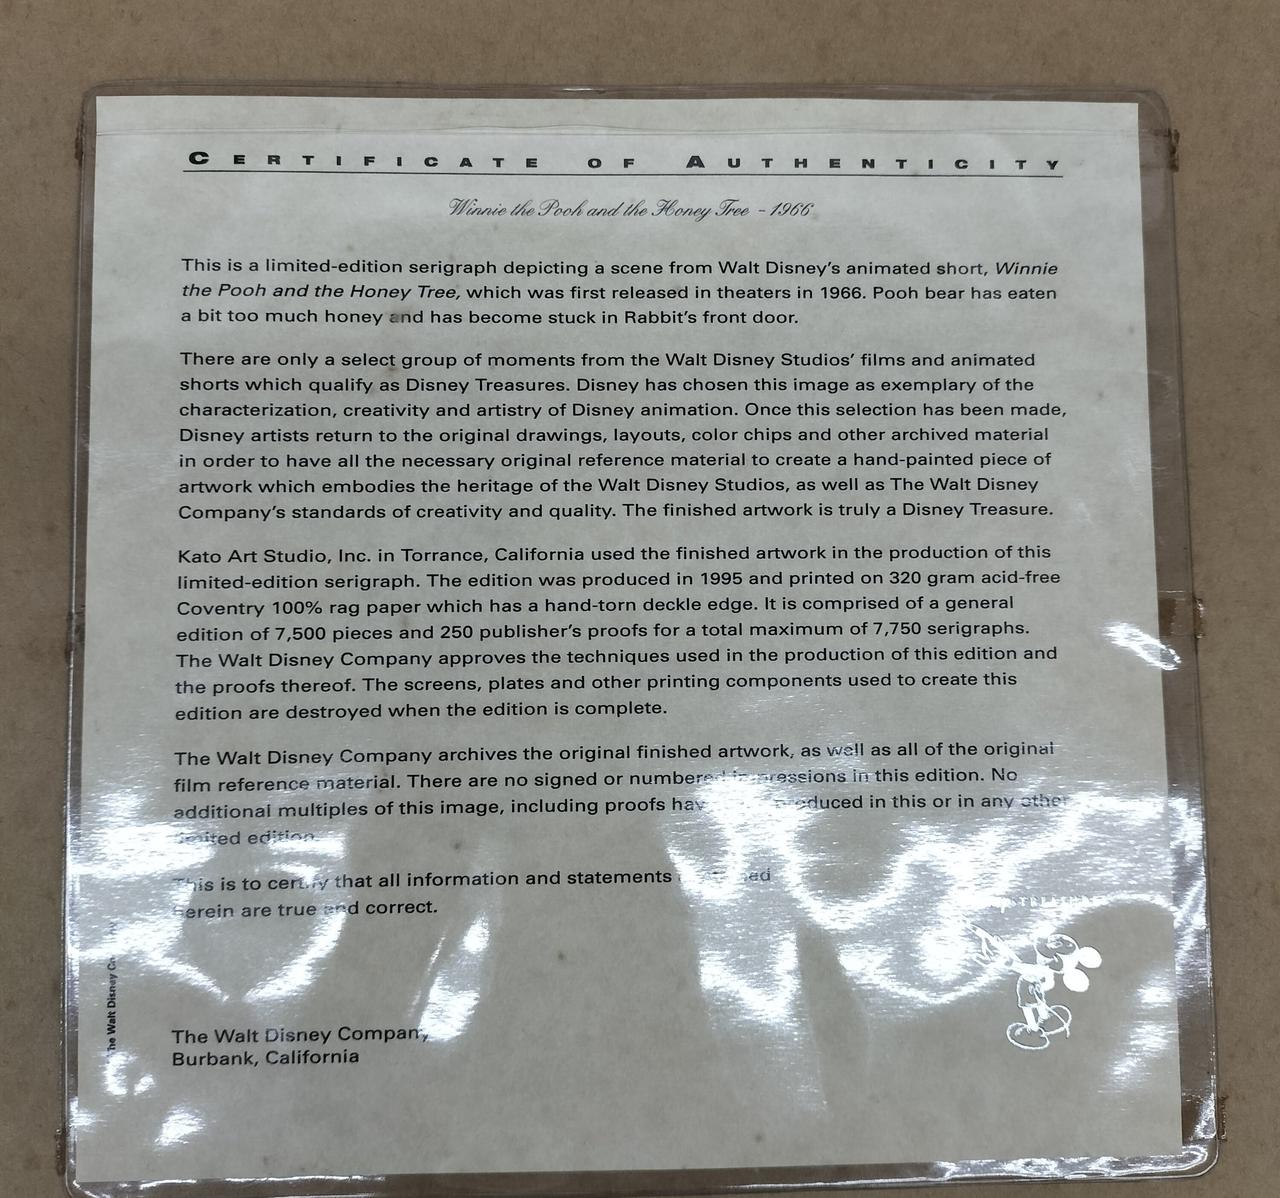 CERTIFICATE OF AUTHENTICITY
Winnie the Pooh and the Honey Tree - 1966
This is a limited-edition serigraph depicting a scene from Walt Disney's animated short, Winnie
the Pooh and the Honey Tree, which was first released in theaters in 1966. Pooh bear has eaten
a bit too much honey and has become stuck in Rabbit's front door.
There are only a select group of moments from the Walt Disney Studios' films and animated
shorts which qualify as Disney Treasures. Disney has chosen this image as exemplary of the
characterization, creativity and artistry of Disney animation. Once this selection has been made,
Disney artists return to the original drawings, layouts, color chips and other archived material
in order to have all the necessary original reference material to create a hand-painted piece of
artwork which embodies the heritage of the Walt Disney Studios, as well as The Walt Disney
Company's standards of creativity and quality. The finished artwork is truly a Disney Treasure.
Kato Art Studio, Inc. in Torrance, California used the finished artwork in the production of this
limited-edition serigraph. The edition was produced in 1995 and printed on 320 gram acid-free
Coventry 100% rag paper which has a hand-torn deckle edge. It is comprised of a general
edition of 7,500 pieces and 250 publisher's proofs for a total maximum of 7,750 serigraphs.
The Walt Disney Company approves the techniques used in the production of this edition and
the proofs thereof. The screens, plates and other printing components used to create this
edition are destroyed when the edition is complete.
The Walt Disney Company archives the original finished artwork, as well as all of the original
film reference material. There are no signed or numbered impressions in this edition. No
additional multiples of this image, including proofs produced in this or in any other
limited edition.
This is to certify that all information and statements
herein are true and correct.
TREASURES
The Walt Disney
The Walt Disney Company
Burbank, California